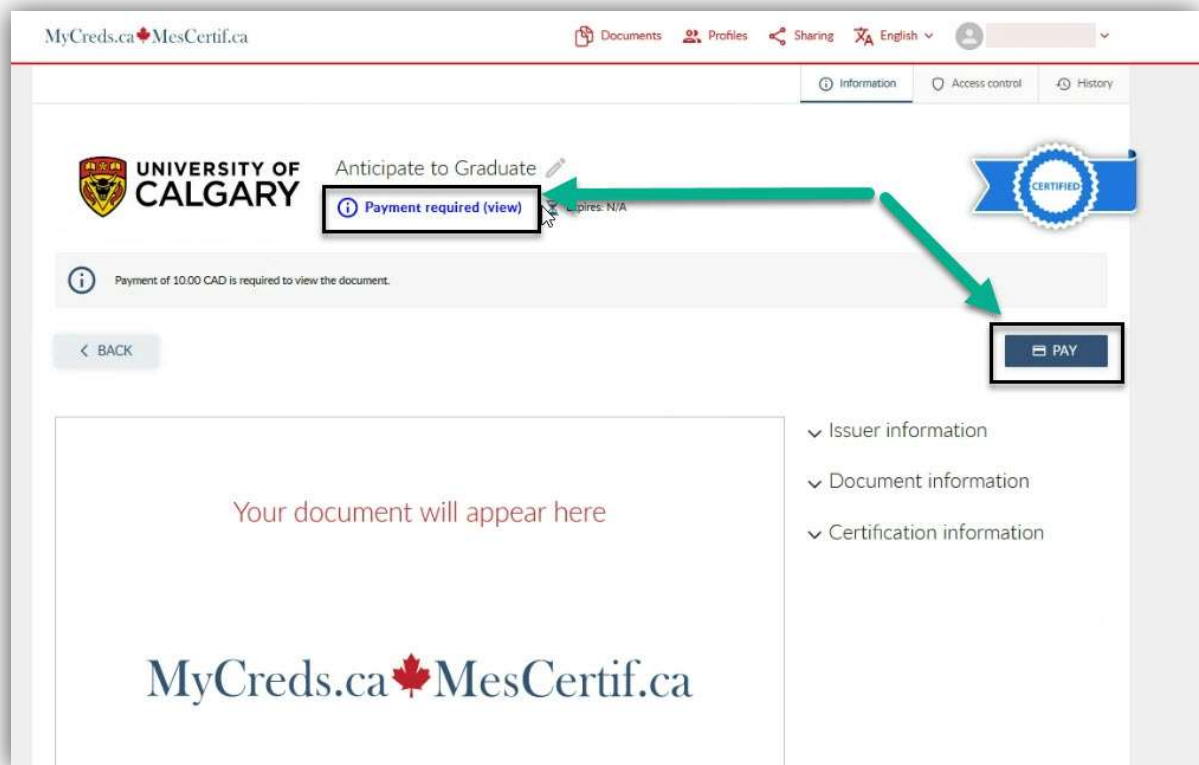 MyCreds.ca MesCertif.ca
Documents Profiles Sharing English
Information Access control History
UNIVERSITY OF
CALGARY
Anticipate to Graduate
Payment required (view) Expires: N/A
CERTIFIED
Payment of 10.00 CAD is required to view the document.
BACK
PAY
Issuer information
Document information
Certification information
Your document will appear here
MyCreds.ca MesCertif.ca